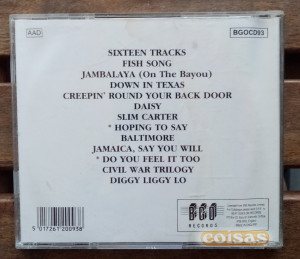 AAD
BGOCD93
SIXTEEN TRACKS
FISH SONG
JAMBALAYA (On The Bayou)
DOWN IN TEXAS
CREEPIN' ROUND YOUR BACK DOOR
DAISY
SLIM CARTER
* HOPING TO SAY
BALTIMORE
JAMAICA, SAY YOU WILL
* DO YOU FEEL IT TOO
CIVIL WAR TRILOGY
DIGGY LIGGY LO
5 017261 200938
BGO
RECORDS
coisas